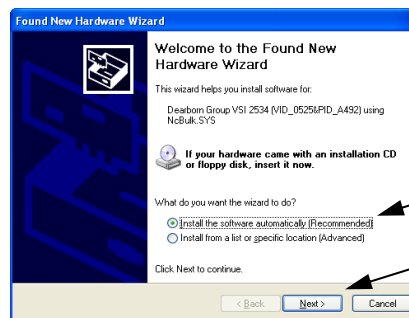 Found New Hardware Wizard
Welcome to the Found New
Hardware Wizard
This wizard helps you install software for:
Dearborn Group VSI 2534 (VID_0525&PID_A492) using
NcBulk.SYS
If your hardware came with an installation CD
or floppy disk, insert it now.
What do you want the wizard to do?
Install the software automatically (Recommended)
Install from a list or specific location (Advanced)
Click Next to continue.
< Back
Next >
Cancel